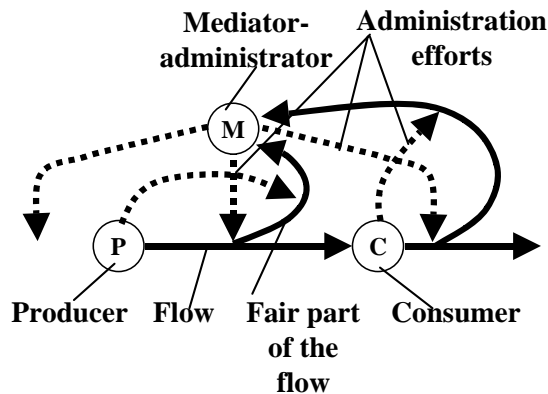 Mediator-
administrator
Administration
efforts
M
P
C
Producer
Flow
Fair part
of the
flow
Consumer